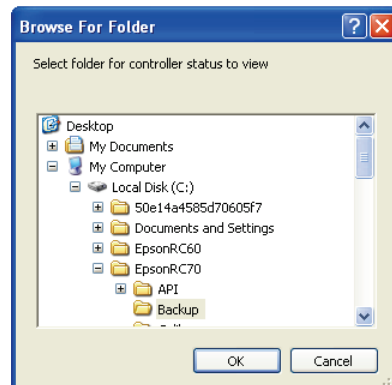 Browse For Folder
Select folder for controller status to view
Desktop
My Documents
My Computer
Local Disk (C:)
50e14a4585d70605f7
Documents and Settings
EpsonRC60
EpsonRC70
API
Backup
OK Cancel